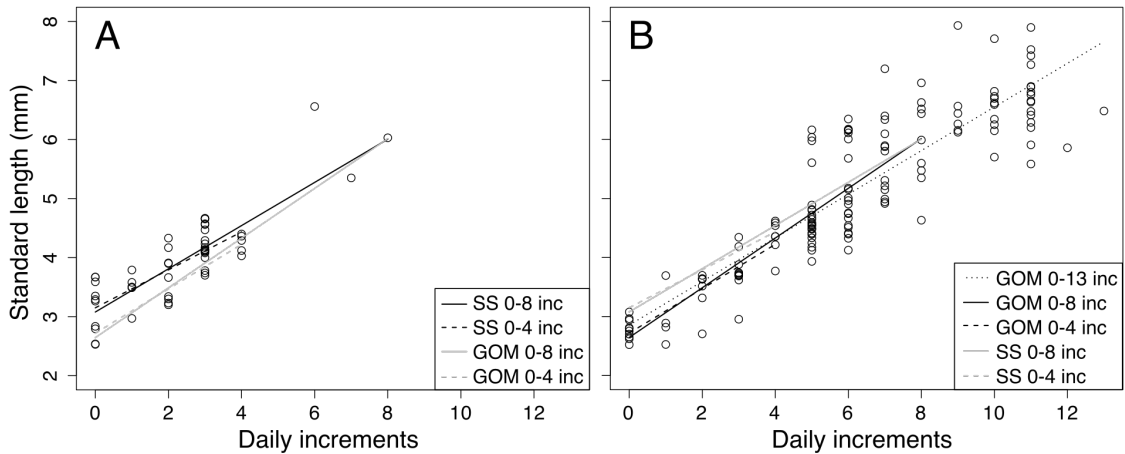 A
B
8
7
6
5
4
3
2
Standard length (mm)
SS 0-8 inc
SS 0-4 inc
GOM 0-8 inc
GOM 0-4 inc
GOM 0-13 inc
GOM 0-8 inc
GOM 0-4 inc
SS 0-8 inc
SS 0-4 inc
0 2 4 6 8 10 12
0 2 4 6 8 10 12
Daily increments
Daily increments